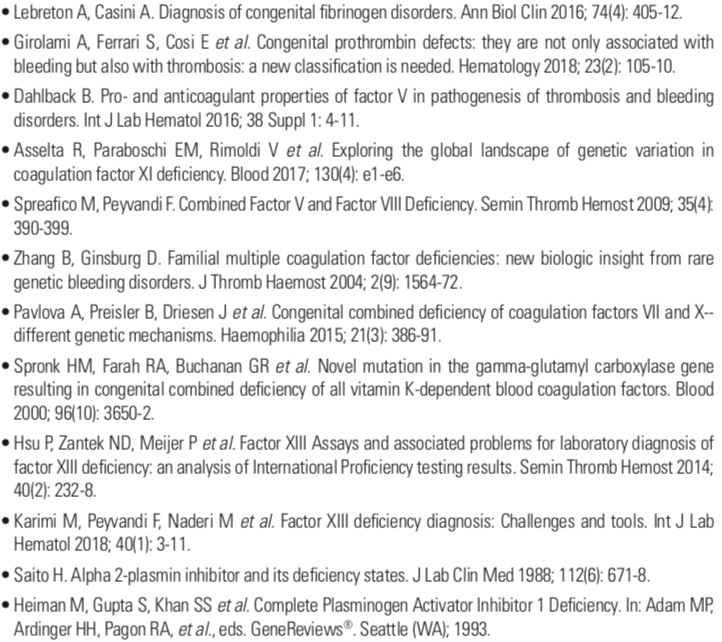 • Lebreton A, Casini A. Diagnosis of congenital fibrinogen disorders. Ann Biol Clin 2016; 74(4): 405-12.
• Girolami A, Ferrari S, Cosi E et al. Congenital prothrombin defects: they are not only associated with
bleeding but also with thrombosis: a new classification is needed. Hematology 2018; 23(2): 105-10.
• Dahlback B. Pro- and anticoagulant properties of factor V in pathogenesis of thrombosis and bleeding
disorders. Int J Lab Hematol 2016; 38 Suppl 1: 4-11.
• Asselta R, Paraboschi EM, Rimoldi V et al. Exploring the global landscape of genetic variation in
coagulation factor XI deficiency. Blood 2017; 130(4): e1-e6.
• Spreafico M, Peyvandi F. Combined Factor V and Factor VIII Deficiency. Semin Thromb Hemost 2009; 35(4):
390-399.
• Zhang B, Ginsburg D. Familial multiple coagulation factor deficiencies: new biologic insight from rare
genetic bleeding disorders. J Thromb Haemost 2004; 2(9): 1564-72.
• Pavlova A, Preisler B, Driesen J et al. Congenital combined deficiency of coagulation factors VII and X--
different genetic mechanisms. Haemophilia 2015; 21(3): 386-91.
• Spronk HM, Farah RA, Buchanan GR et al. Novel mutation in the gamma-glutamyl carboxylase gene
resulting in congenital combined deficiency of all vitamin K-dependent blood coagulation factors. Blood
2000; 96(10): 3650-2.
• Hsu P, Zantek ND, Meijer P et al. Factor XIII Assays and associated problems for laboratory diagnosis of
factor XIII deficiency: an analysis of International Proficiency testing results. Semin Thromb Hemost 2014;
40(2): 232-8.
• Karimi M, Peyvandi F, Naderi M et al. Factor XIII deficiency diagnosis: Challenges and tools. Int J Lab
Hematol 2018; 40(1): 3-11.
• Saito H. Alpha 2-plasmin inhibitor and its deficiency states. J Lab Clin Med 1988; 112(6): 671-8.
• Heiman M, Gupta S, Khan SS et al. Complete Plasminogen Activator Inhibitor 1 Deficiency. In: Adam MP,
Ardinger HH, Pagon RA, et al., eds. GeneReviews®. Seattle (WA); 1993.